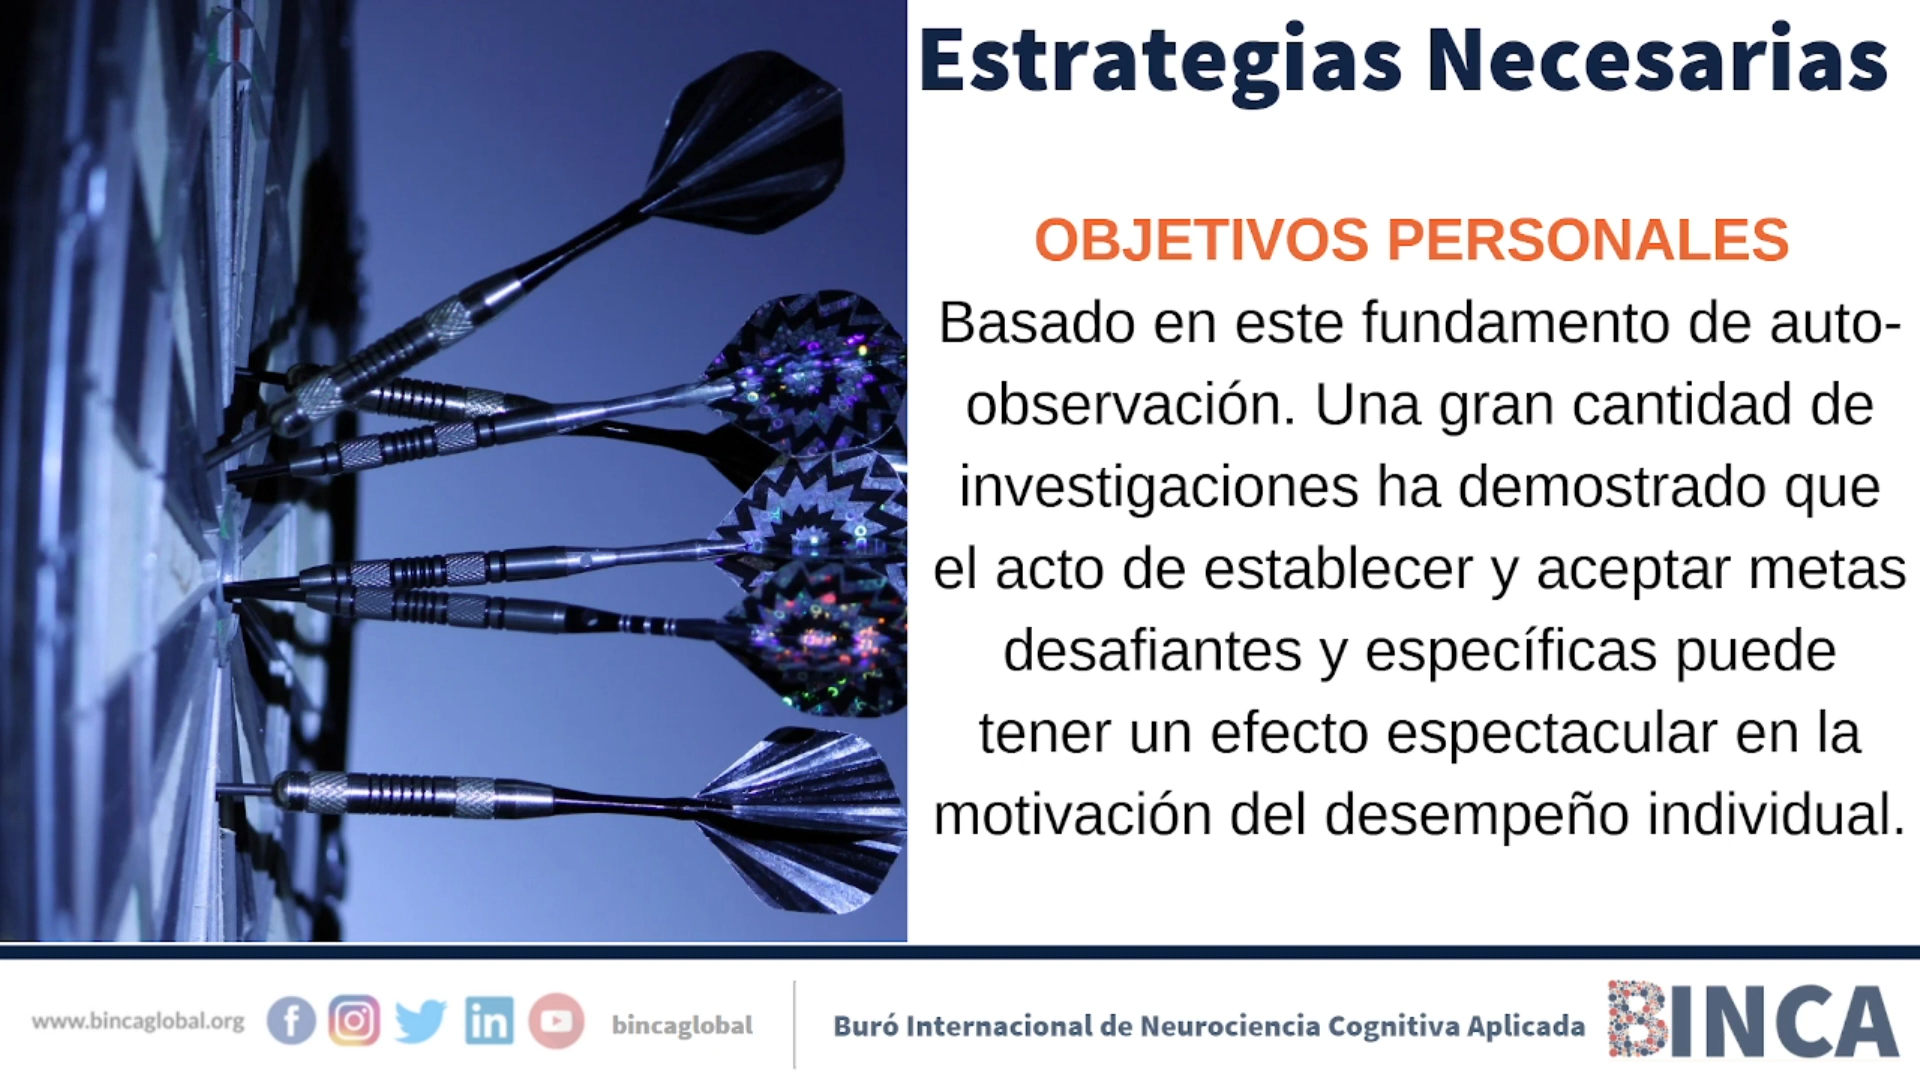 Estrategias Necesarias
OBJETIVOS PERSONALES
Basado en este fundamento de auto-
observación. Una gran cantidad de
investigaciones ha demostrado que
el acto de establecer y aceptar metas
desafiantes y específicas puede
tener un efecto espectacular en la
motivación del desempeño individual.
www.bincaglobal.org
bincaglobal
Buró Internacional de Neurociencia Cognitiva Aplicada
BINCA